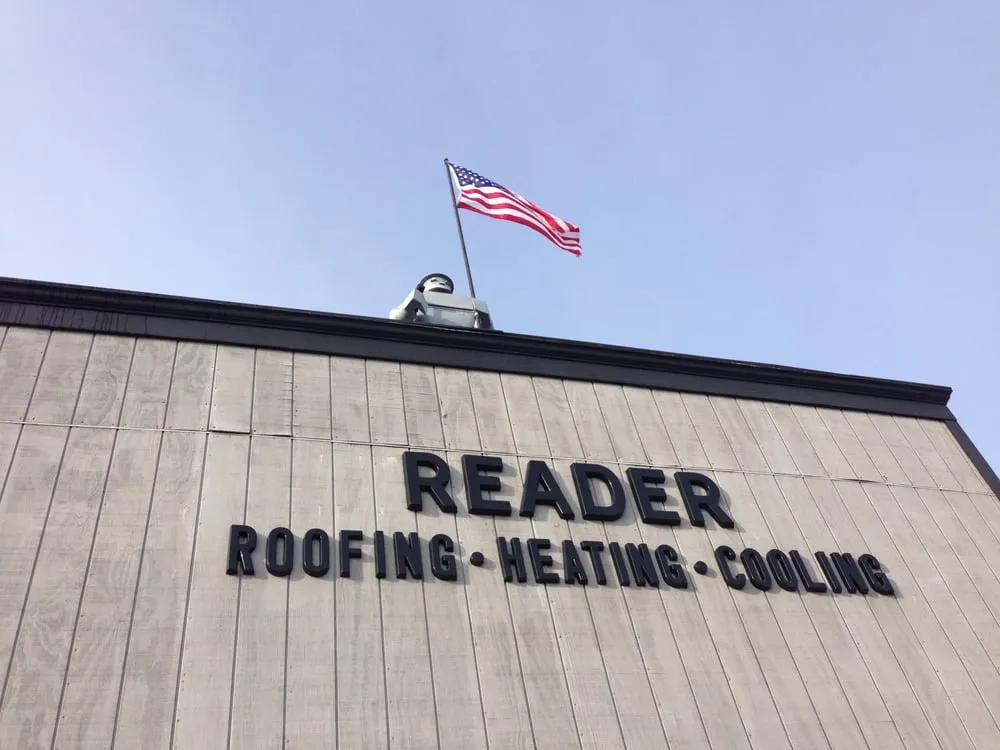 READER
ROOFING · HEATING · COOLING